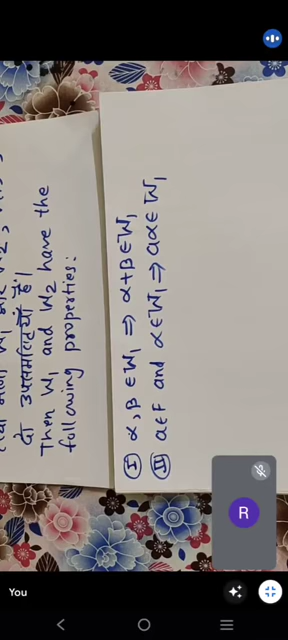 दो उपसमष्टियाँ हैं।
Then W₁ and W₂ have the
following properties:
Ⓘ α, β ∈ W₁ ⇒ α+β ∈ W₁
Ⓘⓘ a ∈ F and α ∈ W₁ ⇒ aα ∈ W₁
R
You